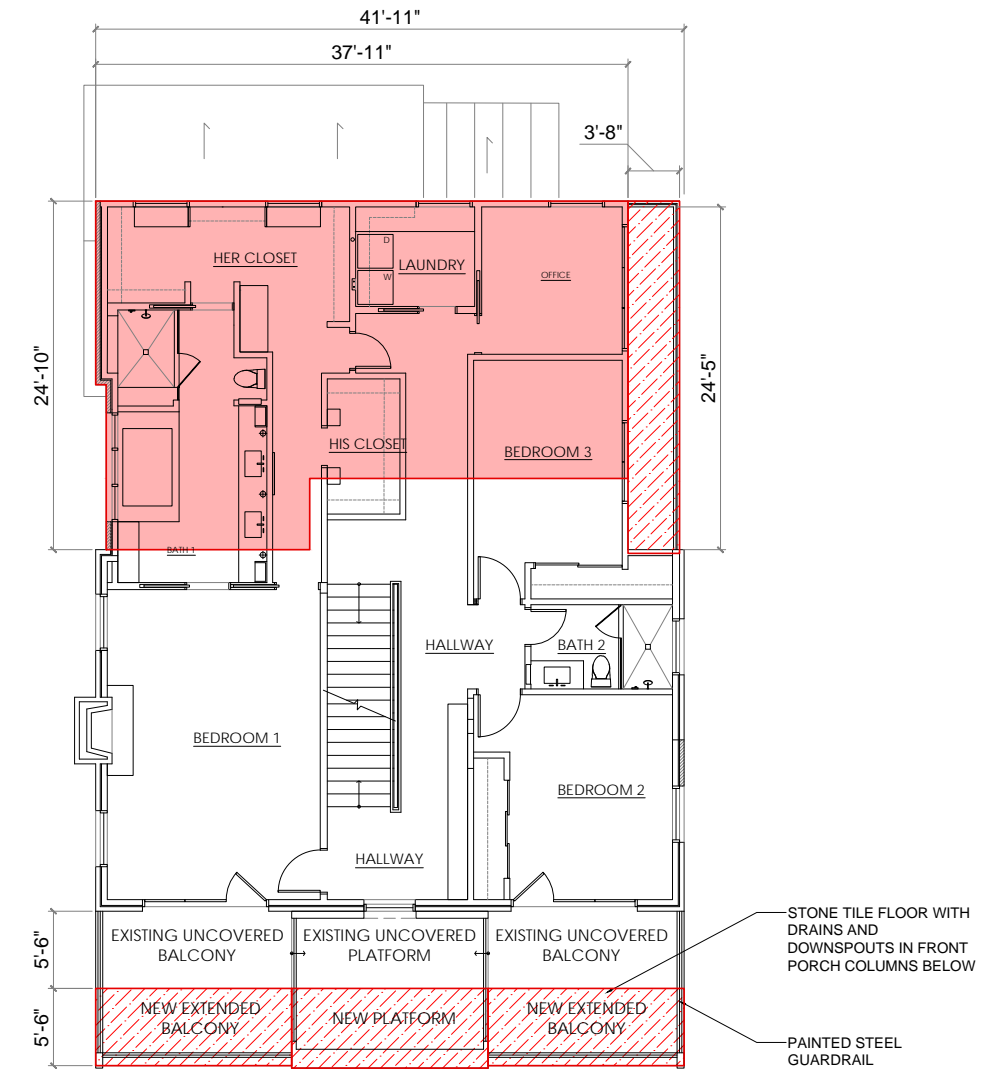 41'-11"
37'-11"
3'-8"
24'-10"
24'-5"
HER CLOSET
D
W
LAUNDRY
OFFICE
HIS CLOSET
BEDROOM 3
BATH 1
HALLWAY
BATH 2
BEDROOM 1
BEDROOM 2
HALLWAY
5'-6"
5'-6"
EXISTING UNCOVERED
BALCONY
EXISTING UNCOVERED
PLATFORM
EXISTING UNCOVERED
BALCONY
NEW EXTENDED
BALCONY
NEW PLATFORM
NEW EXTENDED
BALCONY
STONE TILE FLOOR WITH
DRAINS AND
DOWNSPOUTS IN FRONT
PORCH COLUMNS BELOW
PAINTED STEEL
GUARDRAIL